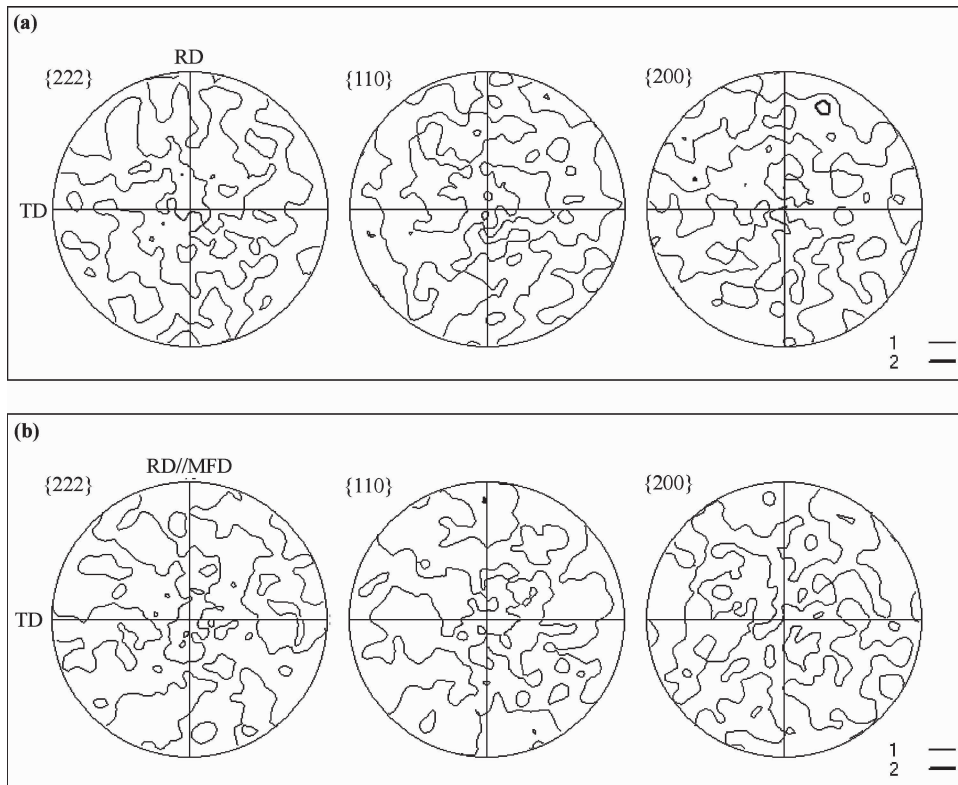 (a)
RD
{222} {110} {200}
TD
1
2
(b)
RD//MFD
{222} {110} {200}
TD
1
2